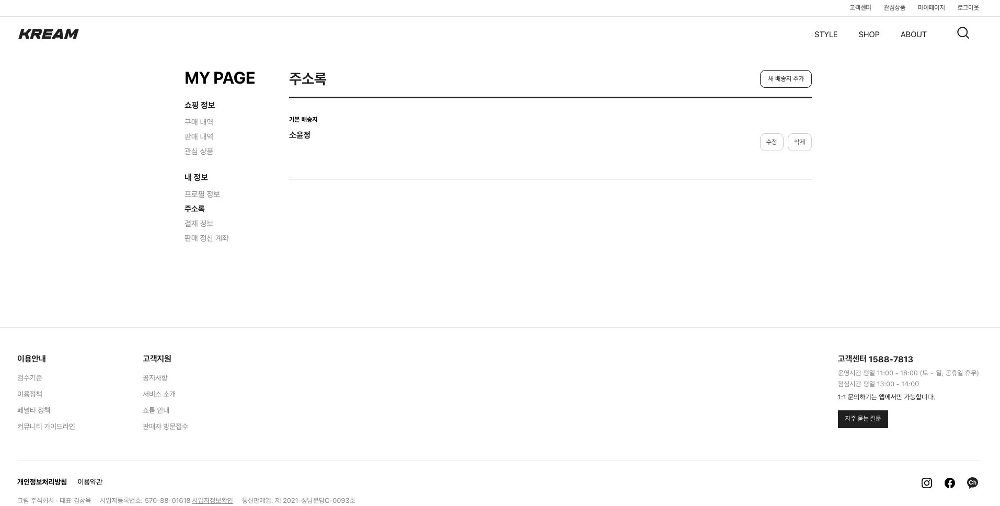 고객센터 관심상품 마이페이지 로그아웃
KREAM STYLE SHOP ABOUT
MY PAGE
쇼핑 정보
구매 내역
판매 내역
관심 상품
내 정보
프로필 정보
주소록
결제 정보
판매 정산 계좌
주소록 새 배송지 추가
기본 배송지
소윤정
수정 삭제
이용안내
검수기준
이용정책
페널티 정책
커뮤니티 가이드라인
고객지원
공지사항
서비스 소개
쇼룸 안내
판매자 방문접수
고객센터 1588-7813
운영시간 평일 11:00 - 18:00 (토 · 일, 공휴일 휴무)
점심시간 평일 13:00 - 14:00
1:1 문의하기는 앱에서만 가능합니다.
자주 묻는 질문
개인정보처리방침 이용약관
Ch
크림 주식회사 · 대표 김창욱 사업자등록번호: 570-88-01618 사업자정보확인 통신판매업: 제 2021-성남분당C-0093호